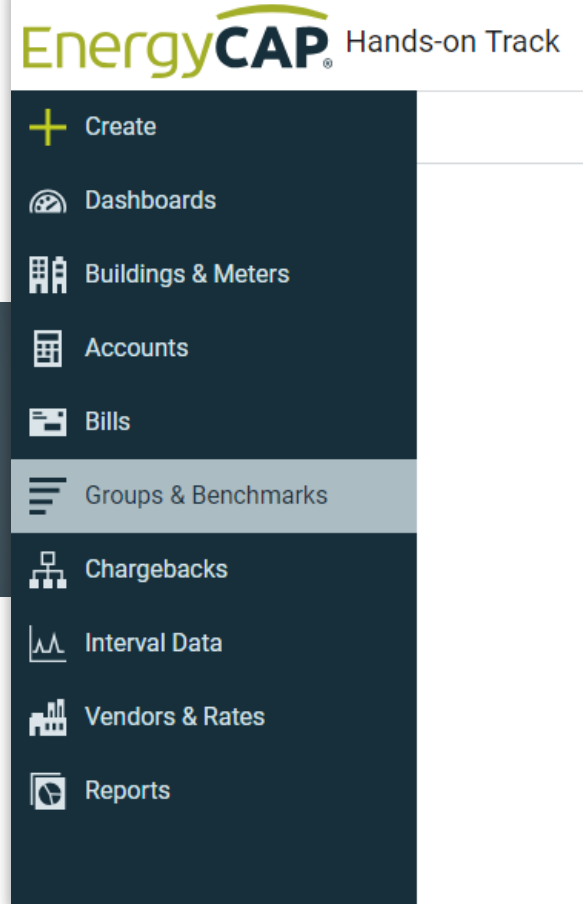 EnergyCAP® Hands-on Track
Create
Dashboards
Buildings & Meters
Accounts
Bills
Groups & Benchmarks
Chargebacks
Interval Data
Vendors & Rates
Reports